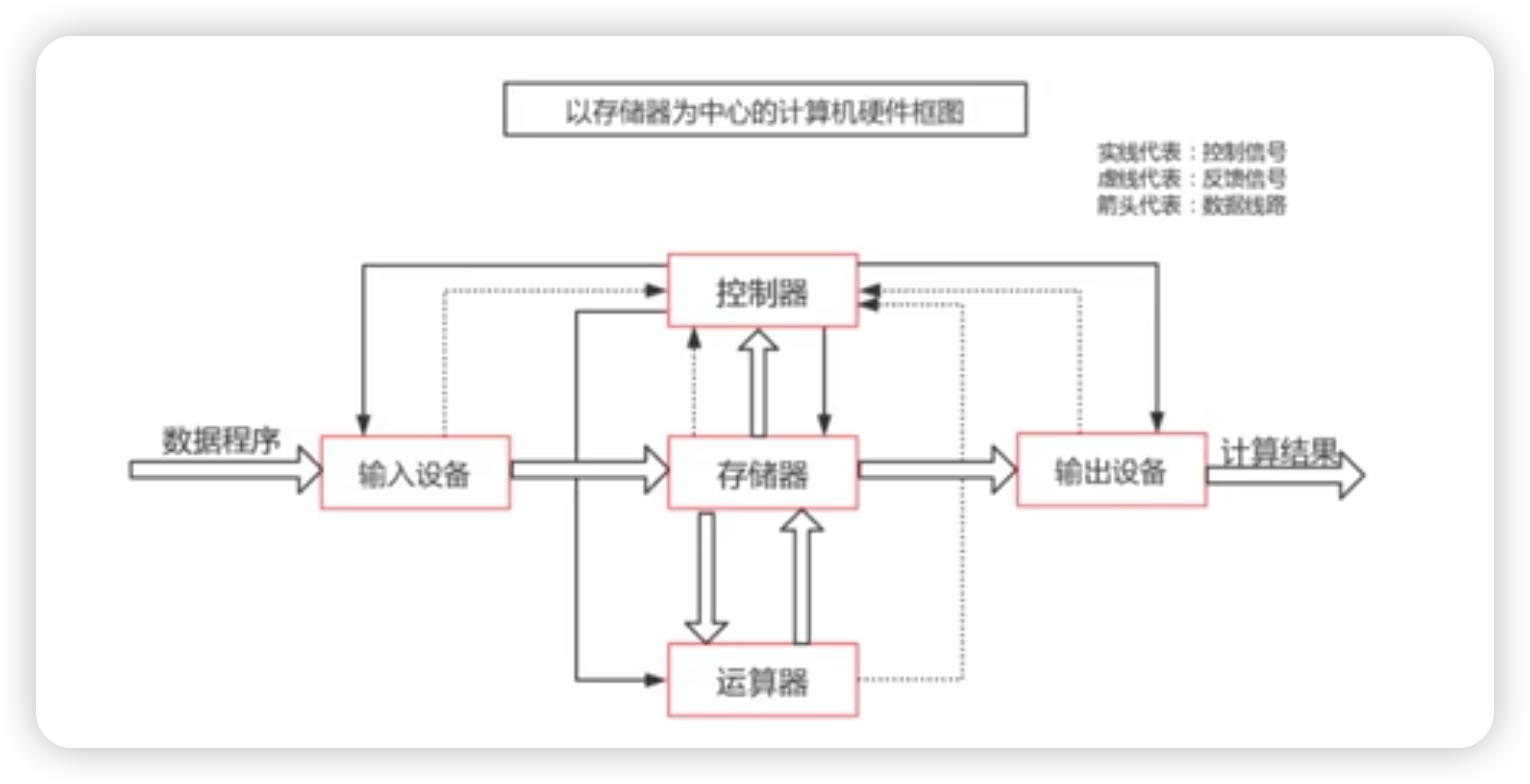 以存储器为中心的计算机硬件框图
实线代表：控制信号
虚线代表：反馈信号
箭头代表：数据线路
控制器
数据程序
输入设备
存储器
输出设备
计算结果
运算器